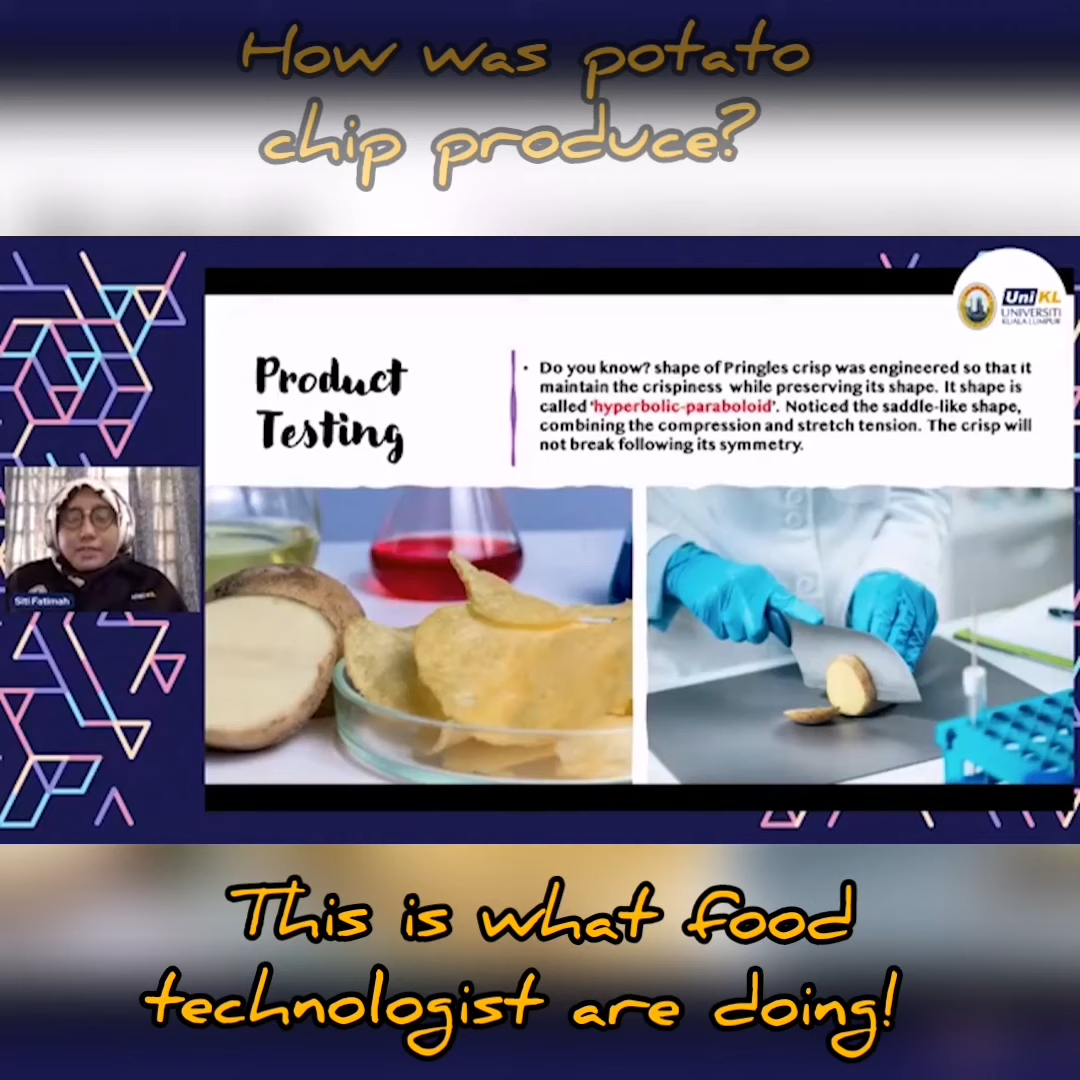 How was potato
chip produce?
Uni KL
UNIVERSITI
KUALA LUMPUR
Product
Testing
• Do you know? shape of Pringles crisp was engineered so that it
maintain the crispiness while preserving its shape. It shape is
called 'hyperbolic-paraboloid'. Noticed the saddle-like shape,
combining the compression and stretch tension. The crisp will
not break following its symmetry.
Siti Fatimah
This is what food
technologist are doing!